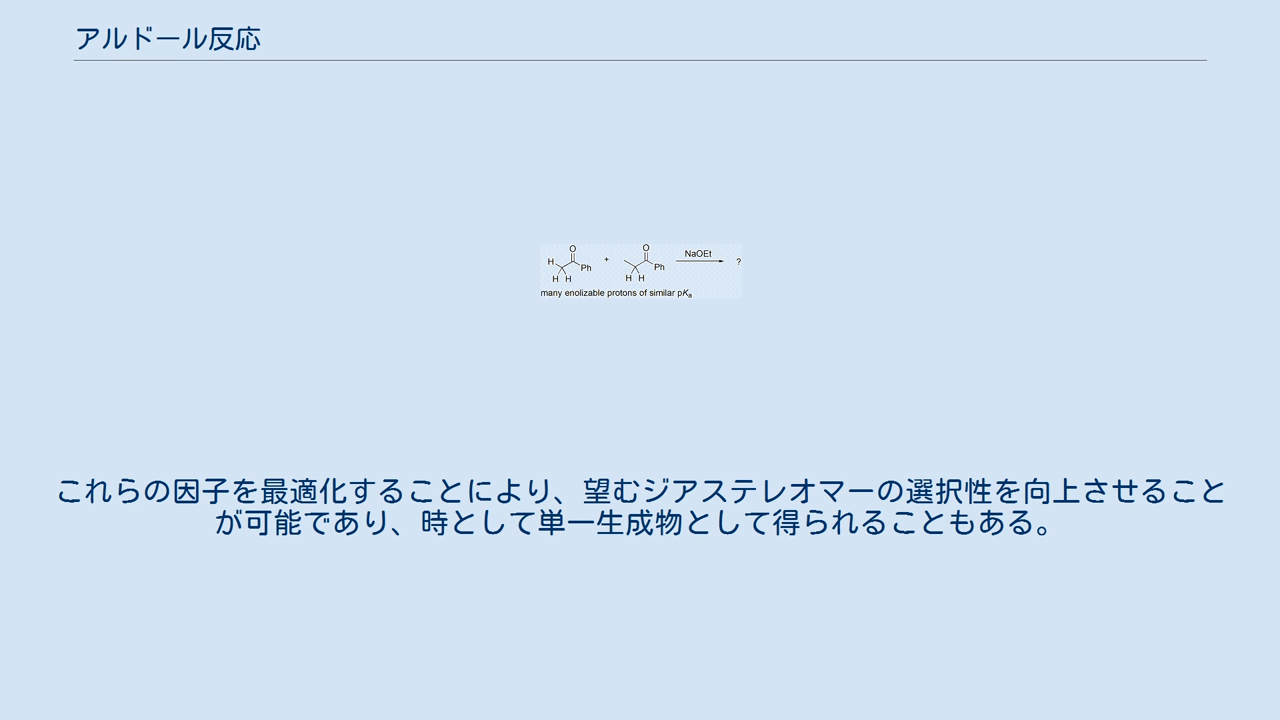 アルドール反応
O O NaOEt
H + ?
Ph Ph
H H H H
many enolizable protons of similar pKa
これらの因子を最適化することにより、望むジアステレオマーの選択性を向上させること
が可能であり、時として単一生成物として得られることもある。